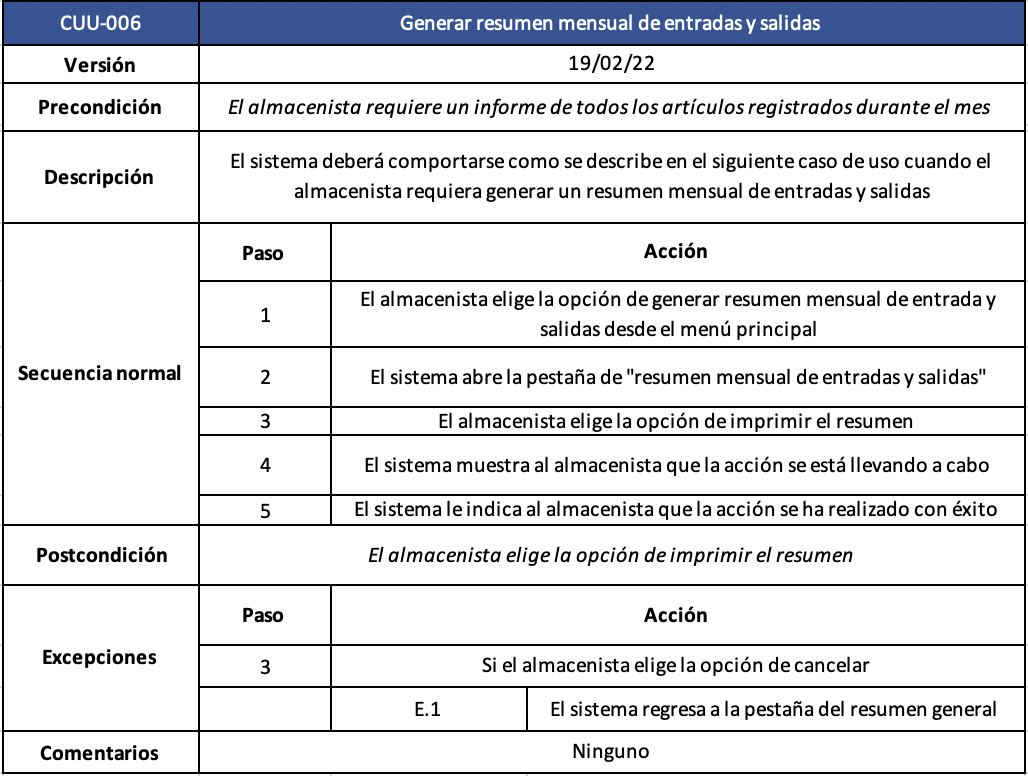 CUU-006
Generar resumen mensual de entradas y salidas
Versión
19/02/22
Precondición
El almacenista requiere un informe de todos los artículos registrados durante el mes
Descripción
El sistema deberá comportarse como se describe en el siguiente caso de uso cuando el
almacenista requiera generar un resumen mensual de entradas y salidas
Secuencia normal
Paso
Acción
1
El almacenista elige la opción de generar resumen mensual de entrada y
salidas desde el menú principal
2
El sistema abre la pestaña de "resumen mensual de entradas y salidas"
3
El almacenista elige la opción de imprimir el resumen
4
El sistema muestra al almacenista que la acción se está llevando a cabo
5
El sistema le indica al almacenista que la acción se ha realizado con éxito
Postcondición
El almacenista elige la opción de imprimir el resumen
Excepciones
Paso
Acción
3
Si el almacenista elige la opción de cancelar
E.1
El sistema regresa a la pestaña del resumen general
Comentarios
Ninguno